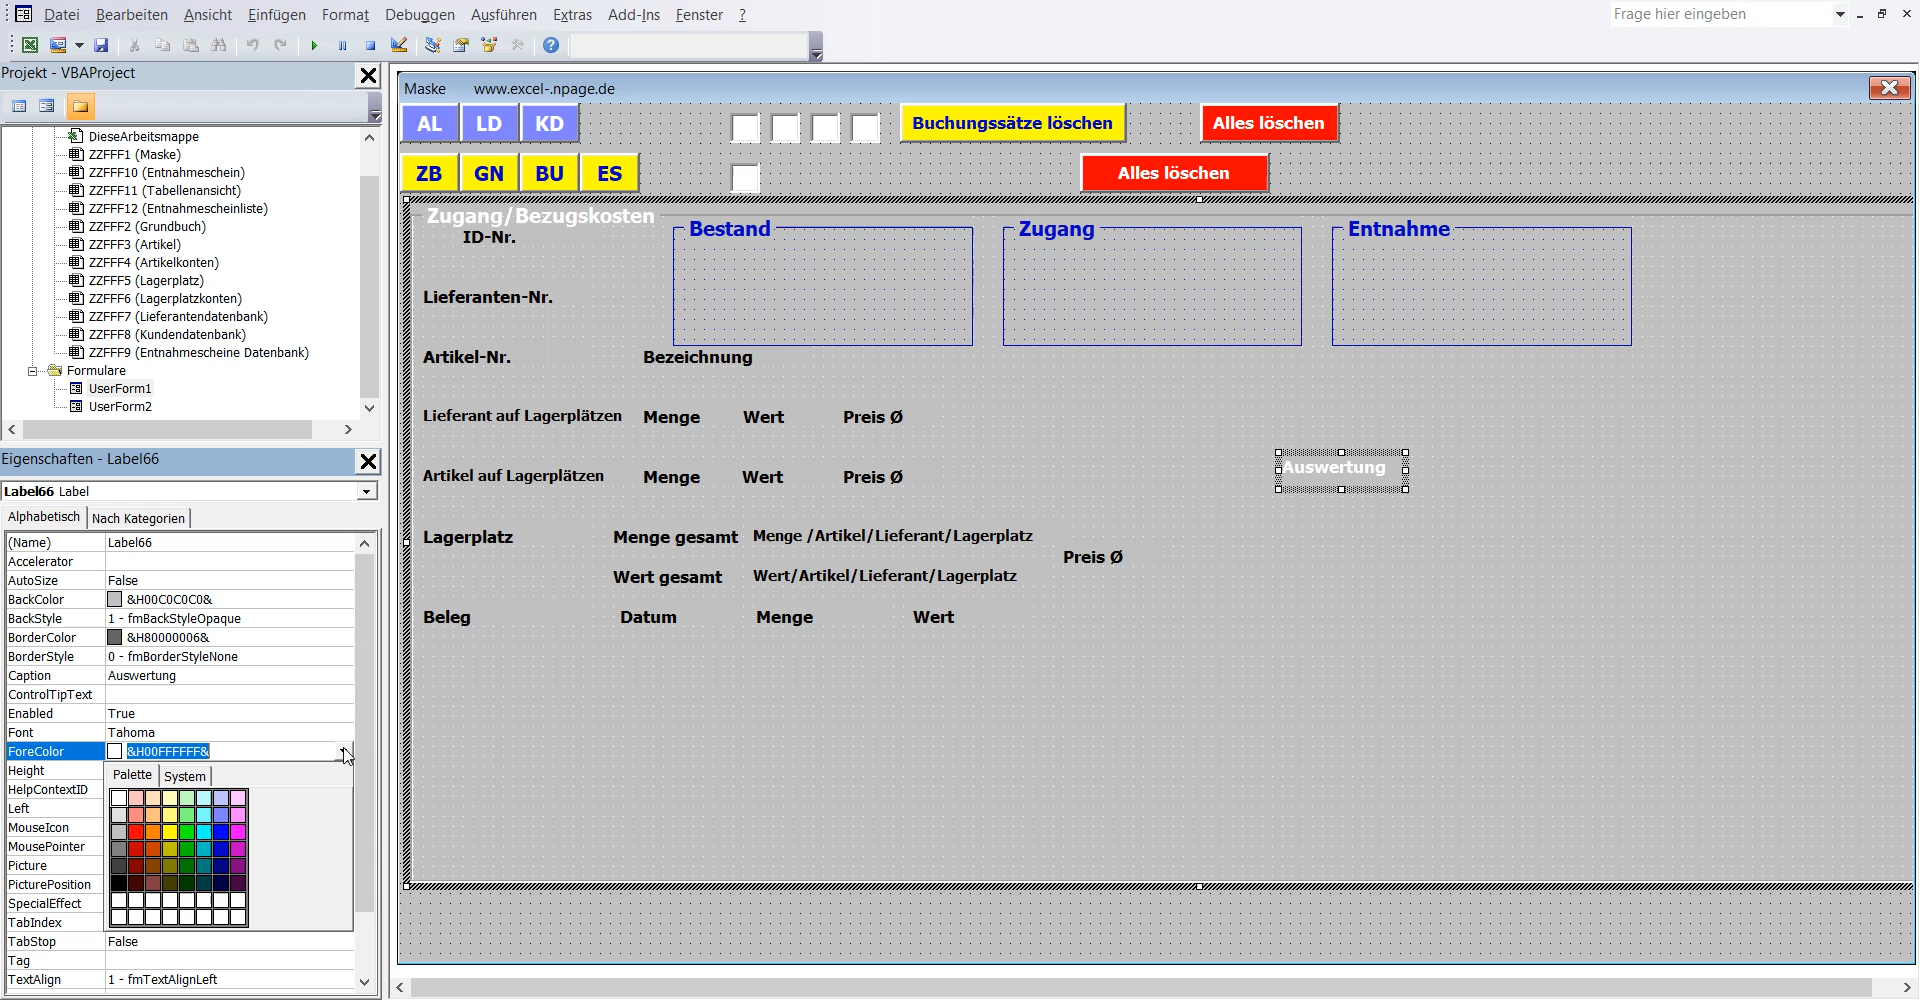 Datei Bearbeiten Ansicht Einfügen Format Debuggen Ausführen Extras Add-Ins Fenster ?
Frage hier eingeben
Projekt - VBAProject
DieseArbeitsmappe
ZZFFF1 (Maske)
ZZFFF10 (Entnahmeschein)
ZZFFF11 (Tabellenansicht)
ZZFFF12 (Entnahmescheinliste)
ZZFFF2 (Grundbuch)
ZZFFF3 (Artikel)
ZZFFF4 (Artikelkonten)
ZZFFF5 (Lagerplatz)
ZZFFF6 (Lagerplatzkonten)
ZZFFF7 (Lieferantendatenbank)
ZZFFF8 (Kundendatenbank)
ZZFFF9 (Entnahmescheine Datenbank)
Formulare
UserForm1
UserForm2
Eigenschaften - Label66
Label66 Label
Alphabetisch Nach Kategorien
(Name) Label66
Accelerator
AutoSize False
BackColor &H00C0C0C0&
BackStyle 1 - fmBackStyleOpaque
BorderColor &H80000006&
BorderStyle 0 - fmBorderStyleNone
Caption Auswertung
ControlTipText
Enabled True
Font Tahoma
ForeColor &H00FFFFFF&
Height
Palette System
HelpContextID
Left
MouseIcon
MousePointer
Picture
PicturePosition
SpecialEffect
TabIndex
TabStop False
Tag
TextAlign 1 - fmTextAlignLeft
Maske www.excel-.npage.de
AL LD KD Buchungssätze löschen Alles löschen
ZB GN BU ES Alles löschen
Zugang/Bezugskosten
ID-Nr. Bestand Zugang Entnahme
Lieferanten-Nr.
Artikel-Nr. Bezeichnung
Lieferant auf Lagerplätzen Menge Wert Preis Ø
Auswertung
Artikel auf Lagerplätzen Menge Wert Preis Ø
Lagerplatz Menge gesamt Menge /Artikel/Lieferant/Lagerplatz
Preis Ø
Wert gesamt Wert/Artikel/Lieferant/Lagerplatz
Beleg Datum Menge Wert